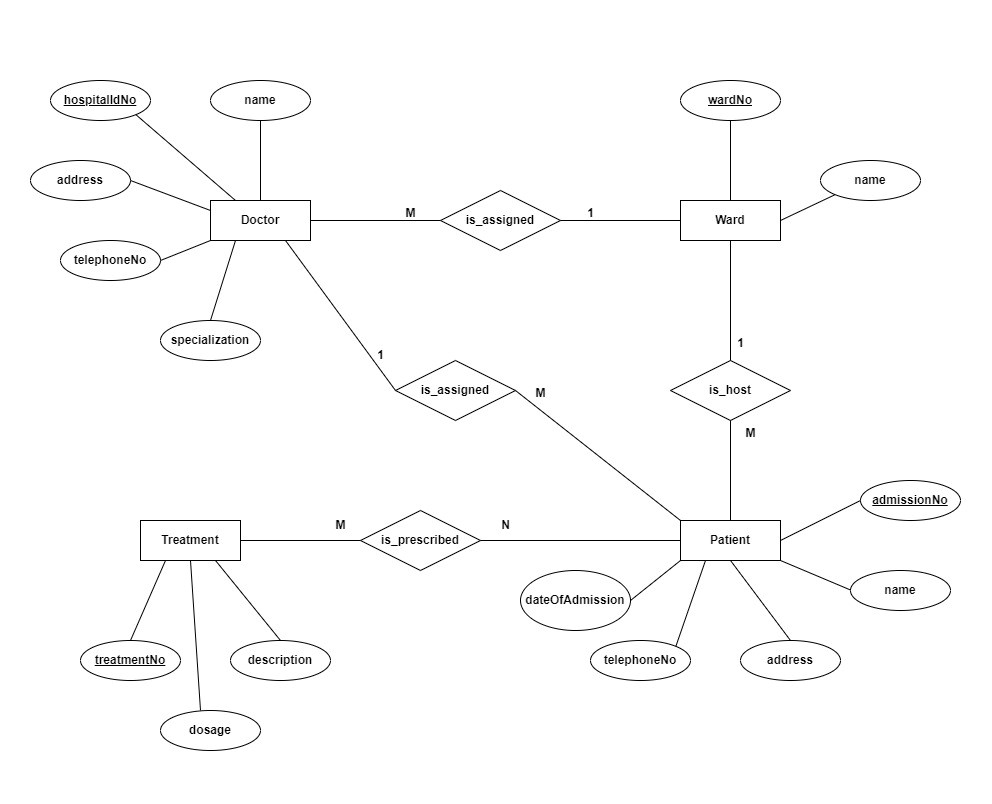 hospitalIdNo
name
wardNo
address
name
Doctor
M
is_assigned
1
Ward
telephoneNo
specialization
1
1
is_assigned
M
is_host
M
admissionNo
Treatment
M
is_prescribed
N
Patient
dateOfAdmission
name
treatmentNo
description
telephoneNo
address
dosage